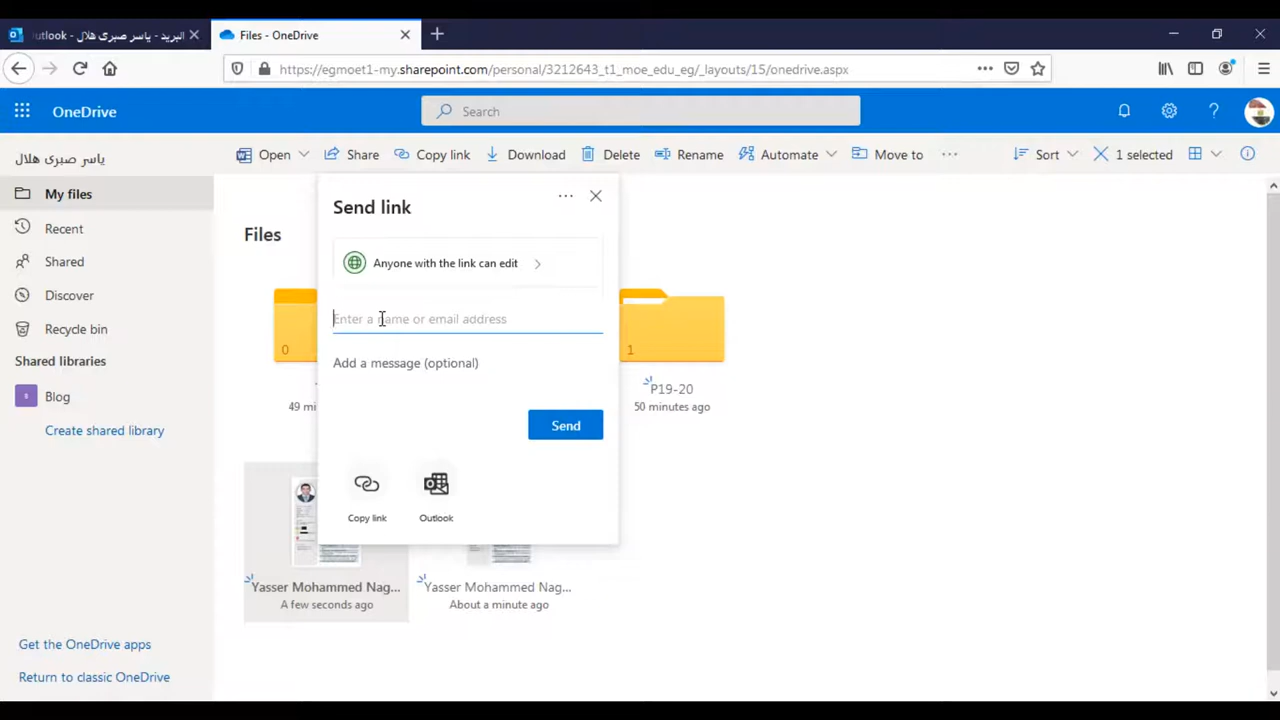 البريد - ياسر صبرى هلال - Outlook
Files - OneDrive
https://egmoet1-my.sharepoint.com/personal/3212643_t1_moe_edu_eg/_layouts/15/onedrive.aspx
OneDrive
Search
ياسر صبرى هلال
Open
Share
Copy link
Download
Delete
Rename
Automate
Move to
Sort
1 selected
My files
Recent
Shared
Discover
Recycle bin
Shared libraries
Blog
Create shared library
Get the OneDrive apps
Return to classic OneDrive
Files
Send link
Anyone with the link can edit
Enter a name or email address
Add a message (optional)
Send
Copy link
Outlook
0
49 mi
1
P19-20
50 minutes ago
Yasser Mohammed Nag...
A few seconds ago
Yasser Mohammed Nag...
About a minute ago